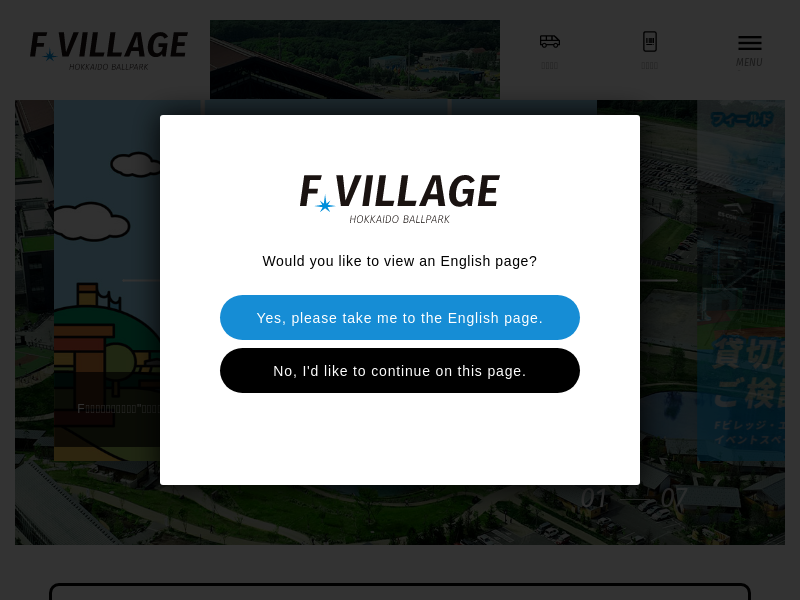 F VILLAGE
HOKKAIDO BALLPARK
MENU
フィールド
F VILLAGE
HOKKAIDO BALLPARK
Would you like to view an English page?
Yes, please take me to the English page.
No, I'd like to continue on this page.
貸切
ご検
Fビレッジ・エ
イベントスペ
01
07